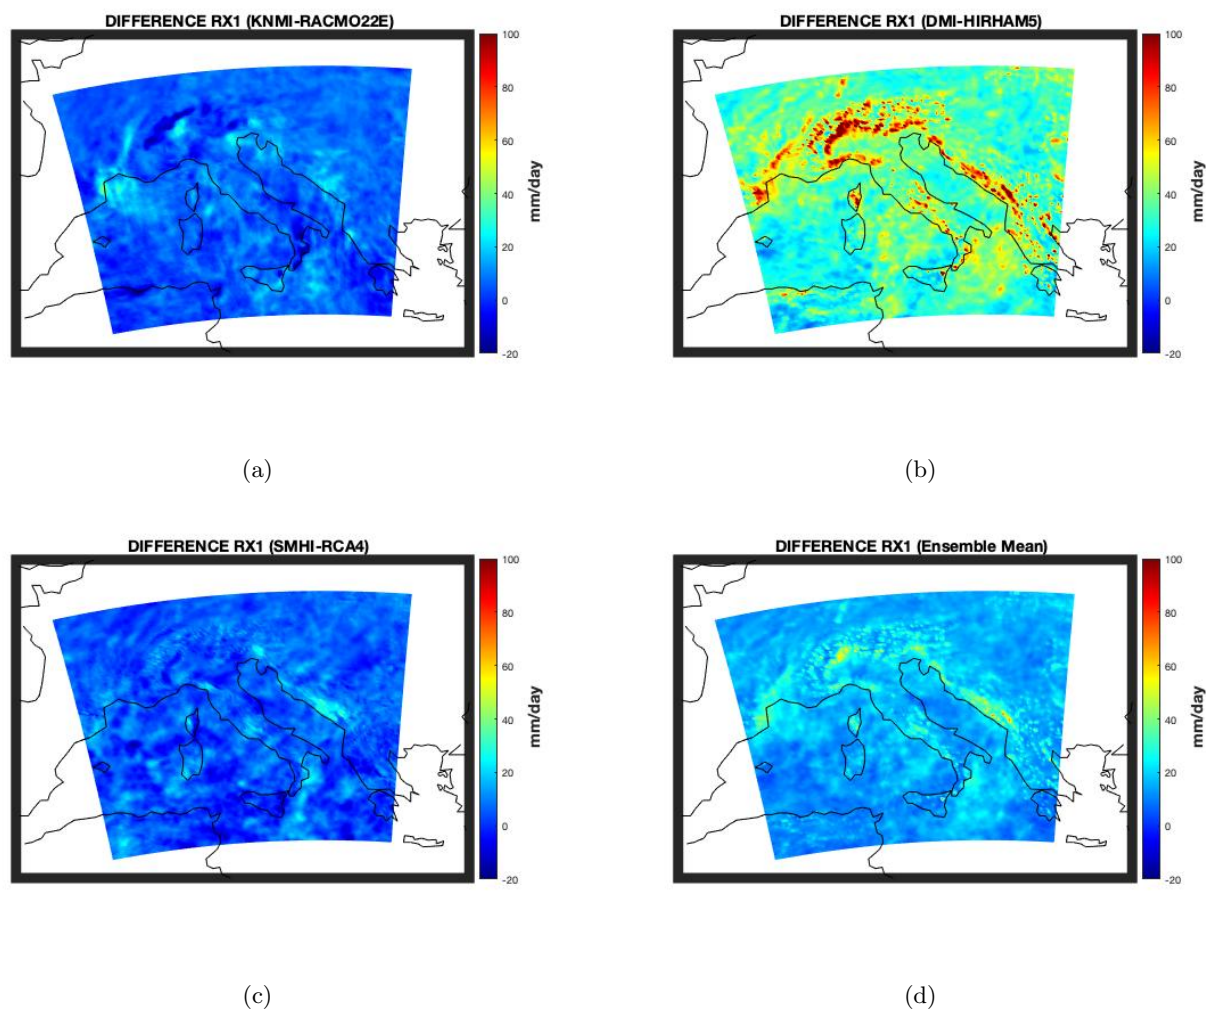 DIFFERENCE RX1 (KNMI-RACMO22E)
100
80
60
40
20
0
-20
mm/day
(a)
DIFFERENCE RX1 (DMI-HIRHAM5)
100
80
60
40
20
0
-20
mm/day
(b)
DIFFERENCE RX1 (SMHI-RCA4)
100
80
60
40
20
0
-20
mm/day
(c)
DIFFERENCE RX1 (Ensemble Mean)
100
80
60
40
20
0
-20
mm/day
(d)